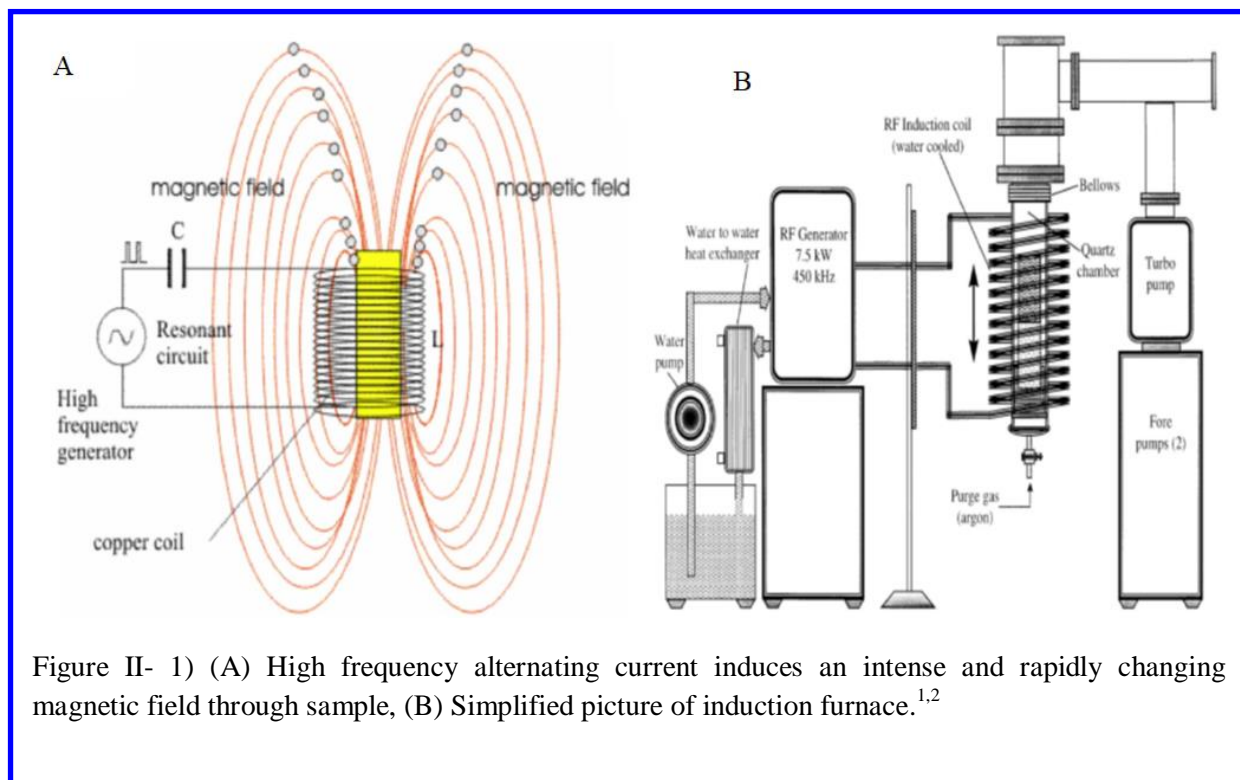 A
magnetic field
magnetic field
C
Resonant
circuit
L
High
frequency
generator
copper coil
B
RF Induction coil
(water cooled)
Bellows
Water to water
heat exchanger
RF Generator
7.5 kW
450 kHz
Quartz
chamber
Turbo
pump
Water
pump
Fore
pumps (2)
Purge gas
(argon)
Figure II- 1) (A) High frequency alternating current induces an intense and rapidly changing
magnetic field through sample, (B) Simplified picture of induction furnace.1,2